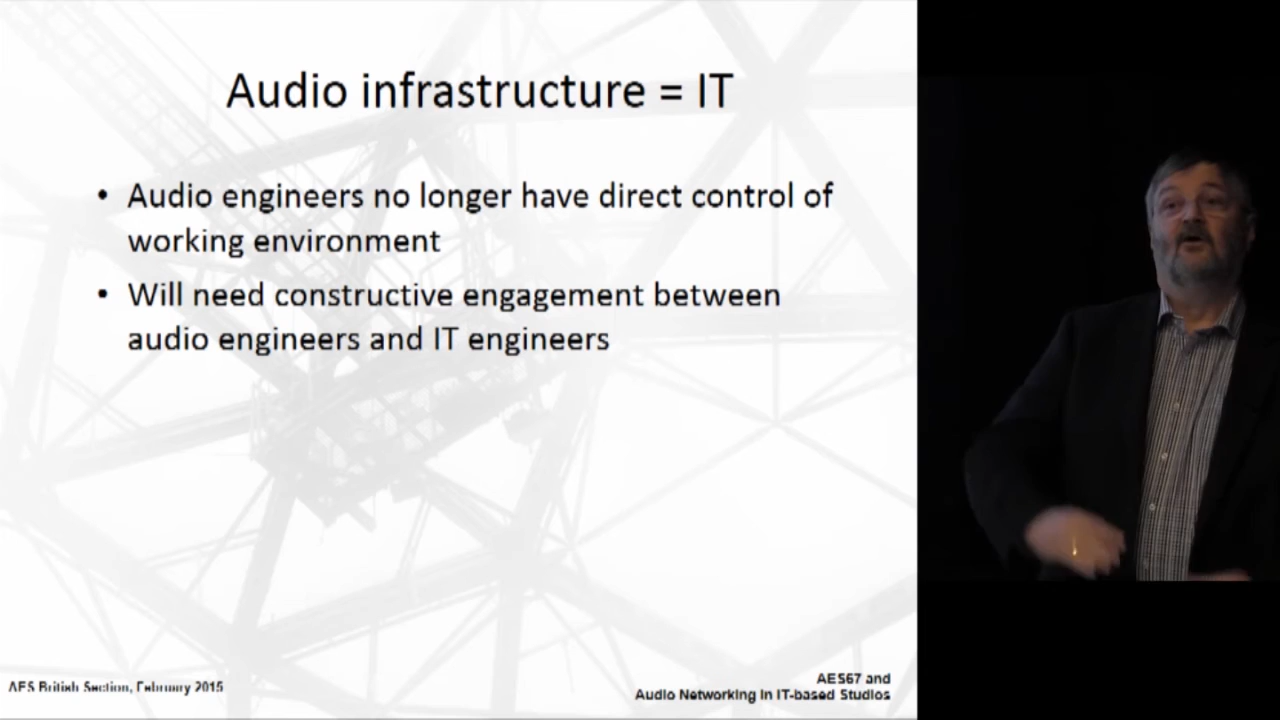 Audio infrastructure = IT
• Audio engineers no longer have direct control of
working environment
• Will need constructive engagement between
audio engineers and IT engineers
AES British Section, February 2015
AES67 and
Audio Networking in IT-based Studios